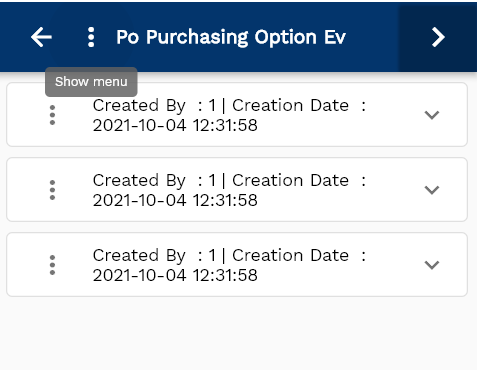 Po Purchasing Option Ev
Show menu
Created By : 1 | Creation Date :
2021-10-04 12:31:58
Created By : 1 | Creation Date :
2021-10-04 12:31:58
Created By : 1 | Creation Date :
2021-10-04 12:31:58